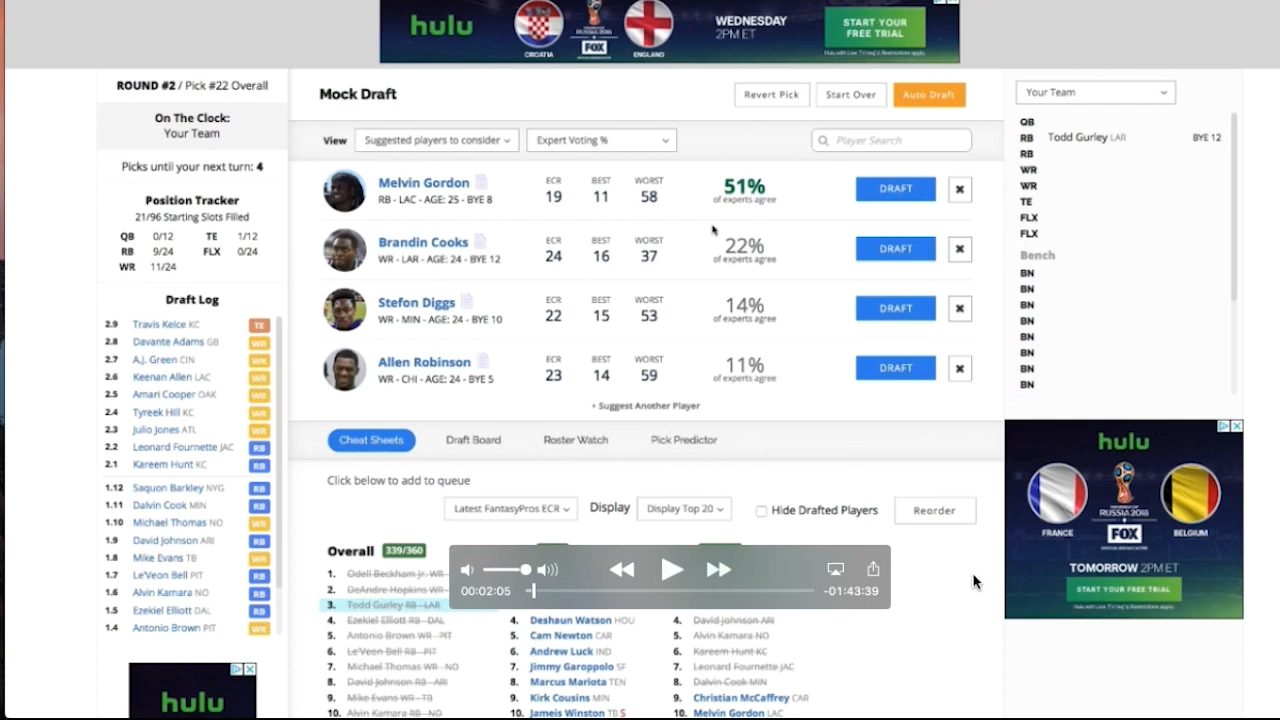 hulu
CROATIA
RUSSIA 2018
FOX
ENGLAND
WEDNESDAY
2PM ET
START YOUR
FREE TRIAL
Hulu with Live TV req'd. Restrictions apply.
ROUND #2 / Pick #22 Overall
On The Clock:
Your Team
Picks until your next turn: 4
Position Tracker
21/96 Starting Slots Filled
QB 0/12 TE 1/12
RB 9/24 FLX 0/24
WR 11/24
Draft Log
2.9 Travis Kelce KC TE
2.8 Davante Adams GB WR
2.7 A.J. Green CIN WR
2.6 Keenan Allen LAC WR
2.5 Amari Cooper OAK WR
2.4 Tyreek Hill KC WR
2.3 Julio Jones ATL WR
2.2 Leonard Fournette JAC RB
2.1 Kareem Hunt KC RB
1.12 Saquon Barkley NYG RB
1.11 Dalvin Cook MIN RB
1.10 Michael Thomas NO WR
1.9 David Johnson ARI RB
1.8 Mike Evans TB WR
1.7 Le'Veon Bell PIT RB
1.6 Alvin Kamara NO RB
1.5 Ezekiel Elliott DAL RB
1.4 Antonio Brown PIT WR
hulu
Mock Draft
Revert Pick Start Over Auto Draft
View Suggested players to consider Expert Voting % Player Search
Melvin Gordon
RB - LAC - AGE: 25 - BYE 8
ECR BEST WORST
19 11 58
51%
of experts agree
DRAFT
Brandin Cooks
WR - LAR - AGE: 24 - BYE 12
ECR BEST WORST
24 16 37
22%
of experts agree
DRAFT
Stefon Diggs
WR - MIN - AGE: 24 - BYE 10
ECR BEST WORST
22 15 53
14%
of experts agree
DRAFT
Allen Robinson
WR - CHI - AGE: 24 - BYE 5
ECR BEST WORST
23 14 59
11%
of experts agree
DRAFT
+ Suggest Another Player
Cheat Sheets Draft Board Roster Watch Pick Predictor
Click below to add to queue
Latest FantasyPros ECR Display Display Top 20 Hide Drafted Players Reorder
Overall 339/360
1. Odell Beckham Jr. WR
2. DeAndre Hopkins WR
3. Todd Gurley RB - LAR
4. Ezekiel Elliott RB - DAL
5. Antonio Brown WR - PIT
6. Le'Veon Bell RB - PIT
7. Michael Thomas WR - NO
8. David Johnson RB - ARI
9. Mike Evans WR - TB
10. Alvin Kamara RB - NO
00:02:05 -01:43:39
4. Deshaun Watson HOU
5. Cam Newton CAR
6. Andrew Luck IND
7. Jimmy Garoppolo SF
8. Marcus Mariota TEN
9. Kirk Cousins MIN
10. Jameis Winston TB S
4. David Johnson ARI
5. Alvin Kamara NO
6. Kareem Hunt KC
7. Leonard Fournette JAC
8. Dalvin Cook MIN
9. Christian McCaffrey CAR
10. Melvin Gordon LAC
Your Team
QB
RB Todd Gurley LAR BYE 12
RB
WR
WR
TE
FLX
FLX
Bench
BN
BN
BN
BN
BN
BN
BN
BN
hulu
RUSSIA 2018
FOX
FRANCE
BELGIUM
TOMORROW 2PM ET
START YOUR FREE TRIAL
Hulu with Live TV req'd. Restrictions apply.